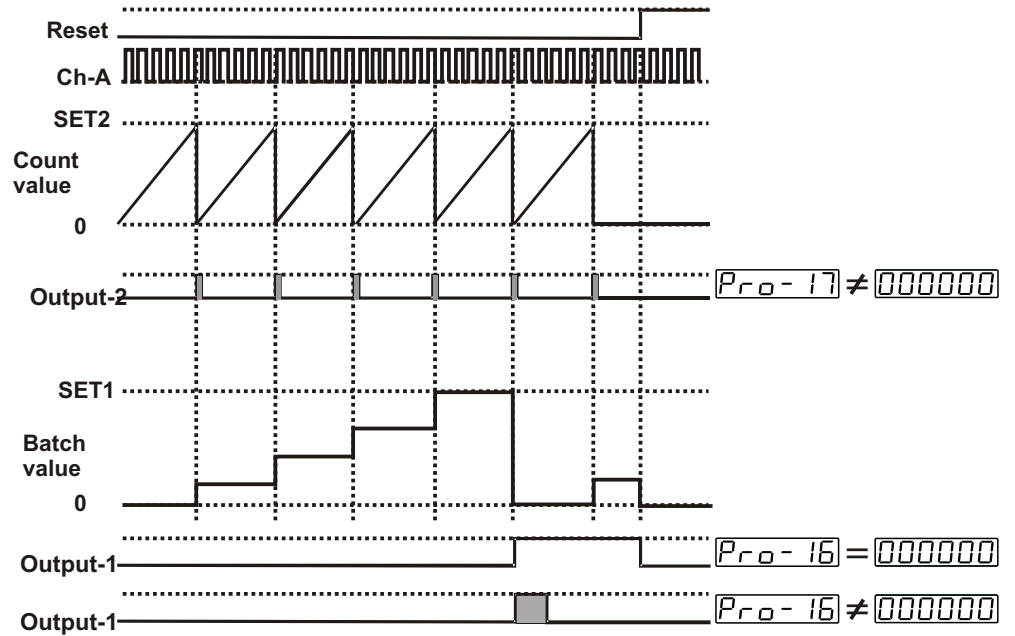 Reset
Ch-A
SET2
Count
value
0
Output-2 Pro-17 ≠ 000000
SET1
Batch
value
0
Output-1 Pro-16 = 000000
Output-1 Pro-16 ≠ 000000